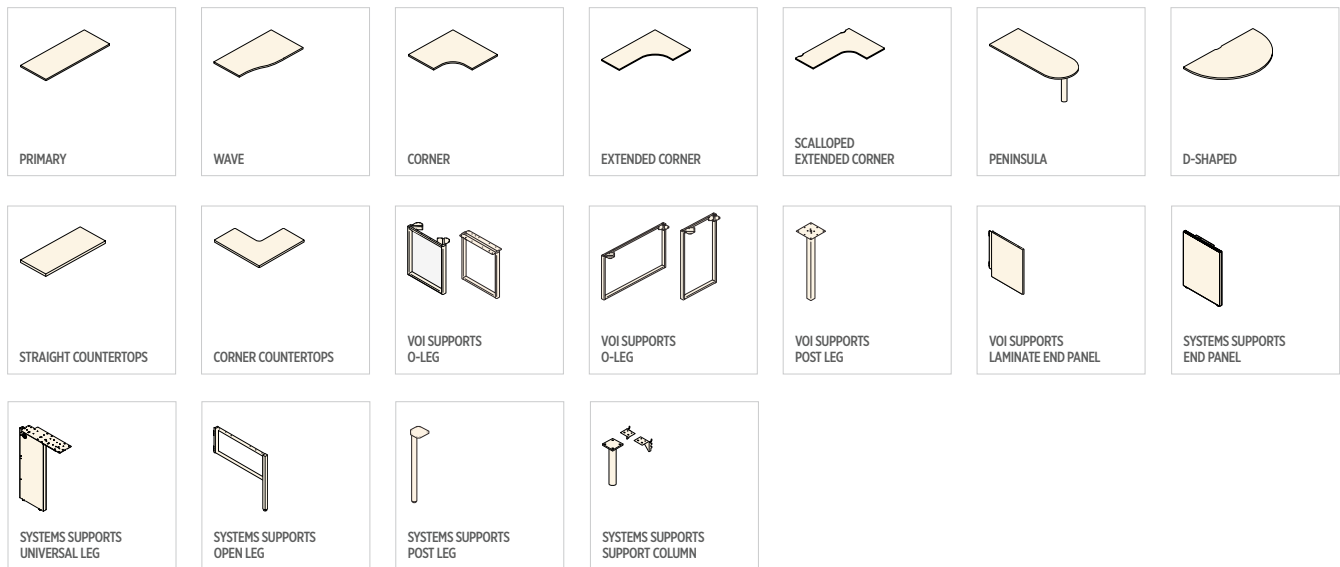 PRIMARY
WAVE
CORNER
EXTENDED CORNER
SCALLOPED
EXTENDED CORNER
PENINSULA
D-SHAPED
STRAIGHT COUNTERTOPS
CORNER COUNTERTOPS
VOI SUPPORTS
O-LEG
VOI SUPPORTS
O-LEG
VOI SUPPORTS
POST LEG
VOI SUPPORTS
LAMINATE END PANEL
SYSTEMS SUPPORTS
END PANEL
SYSTEMS SUPPORTS
UNIVERSAL LEG
SYSTEMS SUPPORTS
OPEN LEG
SYSTEMS SUPPORTS
POST LEG
SYSTEMS SUPPORTS
SUPPORT COLUMN